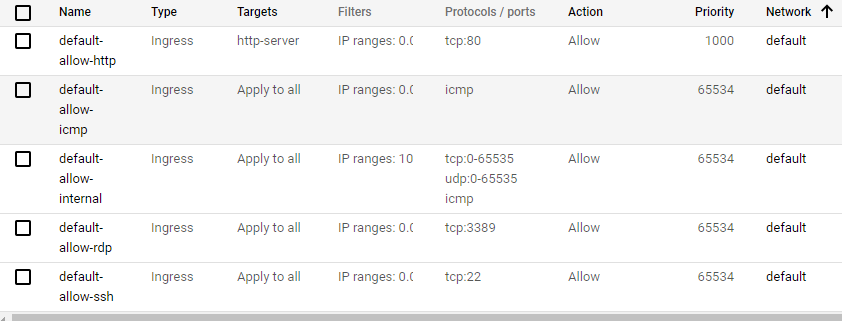 Name Type Targets Filters Protocols / ports Action Priority Network
default-allow-http Ingress http-server IP ranges: 0.0 tcp:80 Allow 1000 default
default-allow-icmp Ingress Apply to all IP ranges: 0.0 icmp Allow 65534 default
default-allow-internal Ingress Apply to all IP ranges: 10 tcp:0-65535 Allow 65534 default
udp:0-65535
icmp
default-allow-rdp Ingress Apply to all IP ranges: 0.0 tcp:3389 Allow 65534 default
default-allow-ssh Ingress Apply to all IP ranges: 0.0 tcp:22 Allow 65534 default